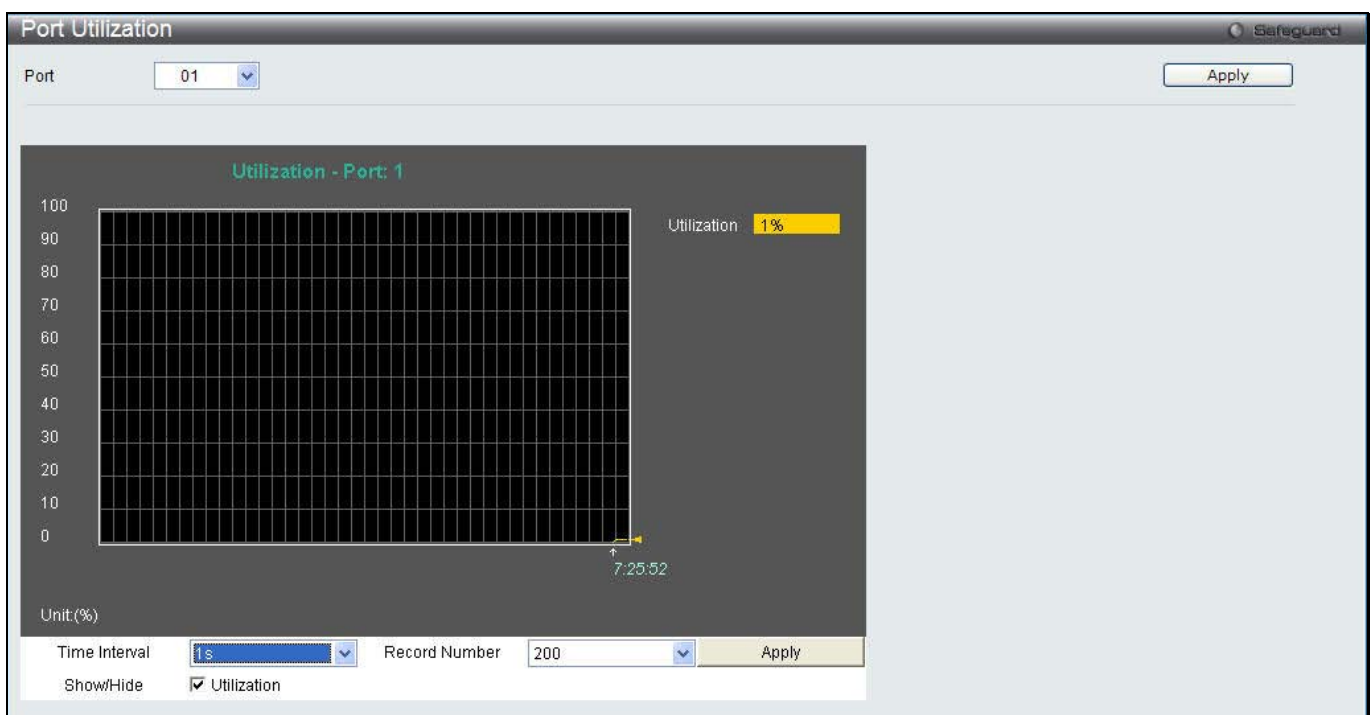 Port Utilization
Safeguard
Port 01 Apply
Utilization - Port: 1
100
Utilization 1%
90
80
70
60
50
40
30
20
10
0
7:25:52
Unit:(%)
Time Interval 1s Record Number 200 Apply
Show/Hide Utilization